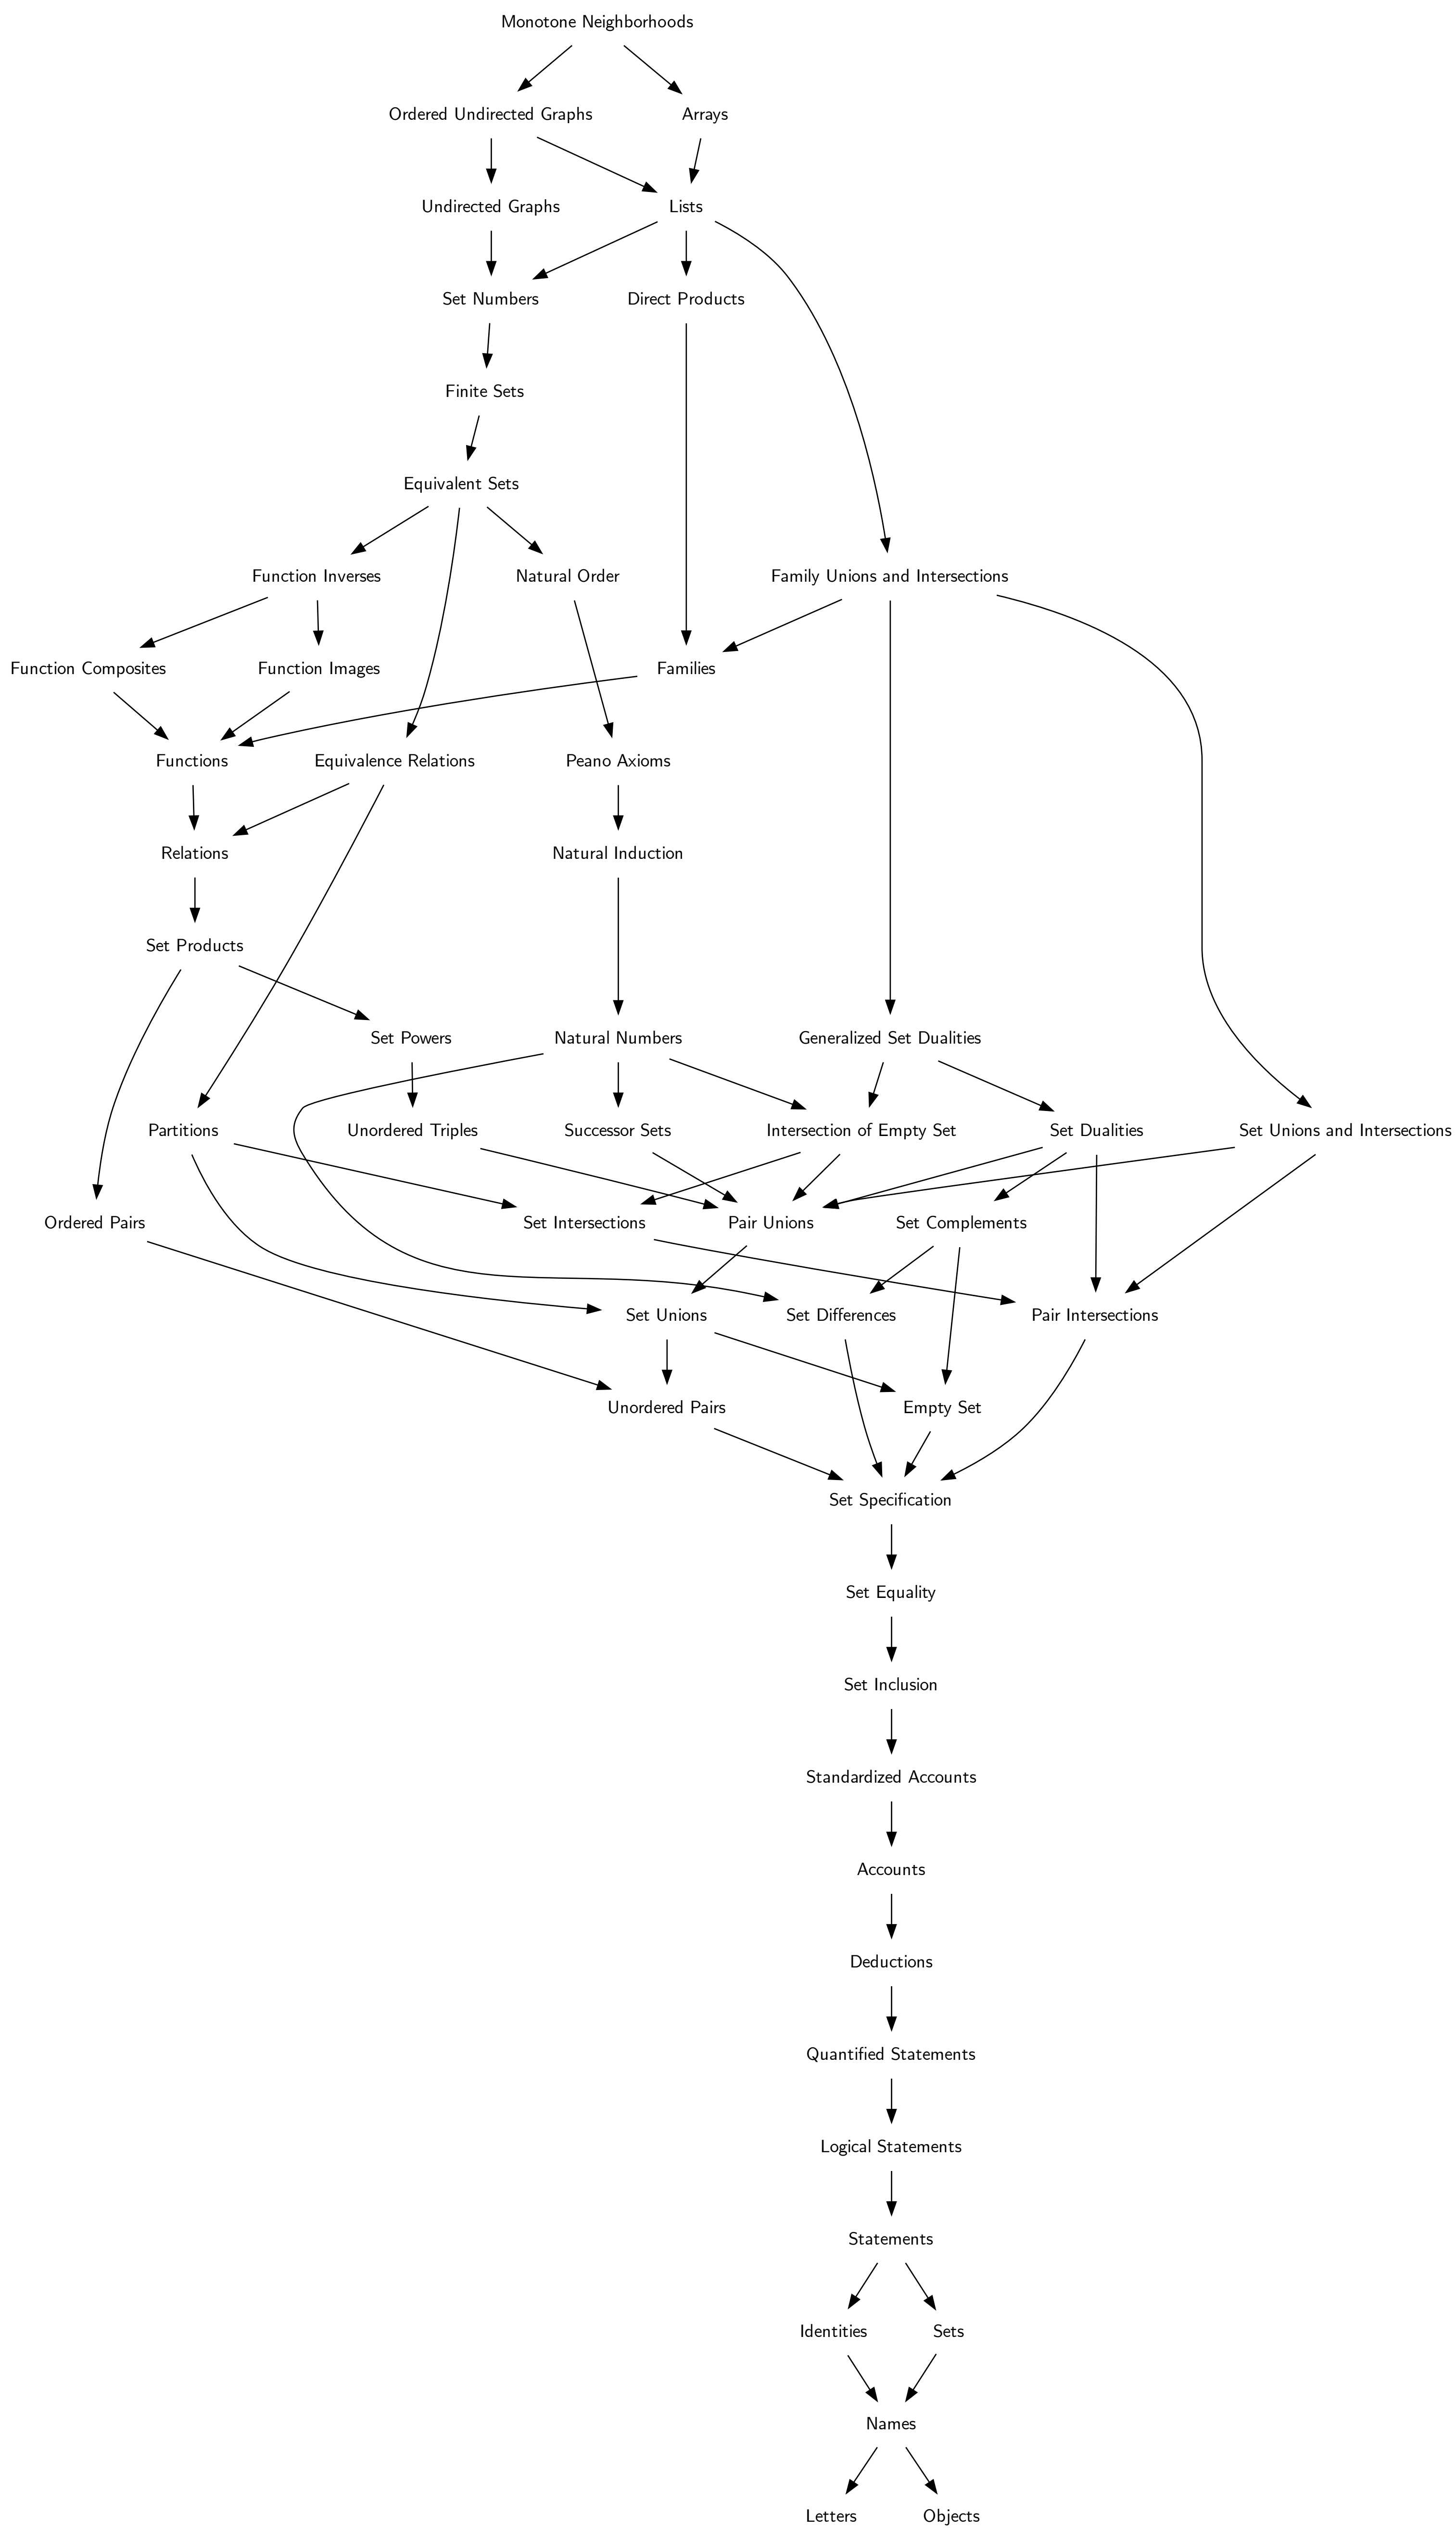 Monotone Neighborhoods
Ordered Undirected Graphs
Arrays
Undirected Graphs
Lists
Set Numbers
Direct Products
Finite Sets
Equivalent Sets
Function Inverses
Natural Order
Family Unions and Intersections
Function Composites
Function Images
Families
Functions
Equivalence Relations
Peano Axioms
Relations
Natural Induction
Set Products
Set Powers
Natural Numbers
Generalized Set Dualities
Partitions
Unordered Triples
Successor Sets
Intersection of Empty Set
Set Dualities
Set Unions and Intersections
Ordered Pairs
Set Intersections
Pair Unions
Set Complements
Set Unions
Set Differences
Pair Intersections
Unordered Pairs
Empty Set
Set Specification
Set Equality
Set Inclusion
Standardized Accounts
Accounts
Deductions
Quantified Statements
Logical Statements
Statements
Identities
Sets
Names
Letters
Objects